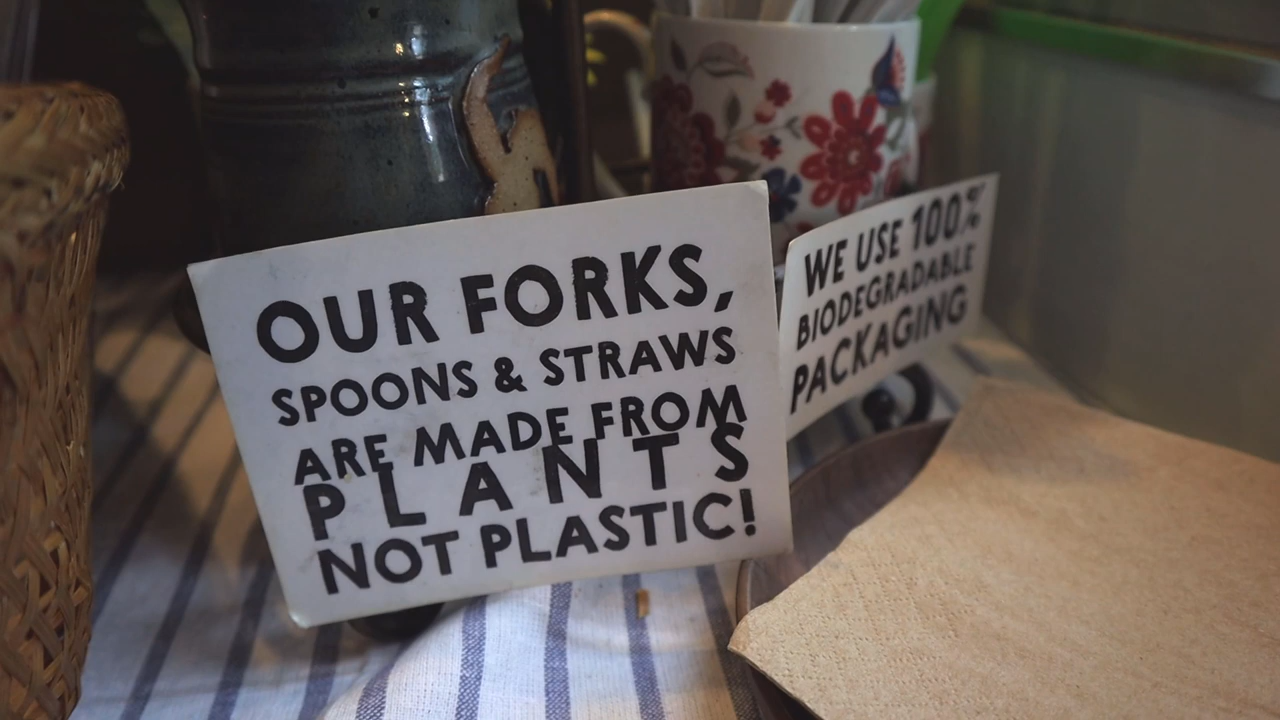 OUR FORKS,
SPOONS & STRAWS
ARE MADE FROM
PLANTS
NOT PLASTIC!
WE USE 100%
BIODEGRADABLE
PACKAGING